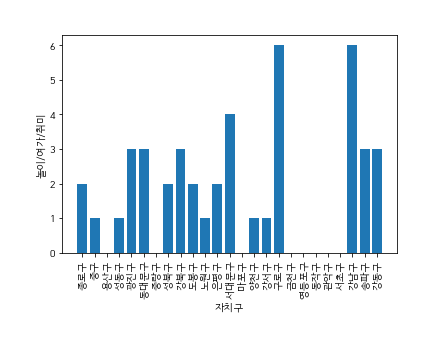 놀이/여가/취미
6
5
4
3
2
1
0
종로구
중구
용산구
성동구
광진구
동대문구
중랑구
성북구
강북구
도봉구
노원구
은평구
서대문구
마포구
양천구
강서구
구로구
금천구
영등포구
동작구
관악구
서초구
강남구
송파구
강동구
자치구